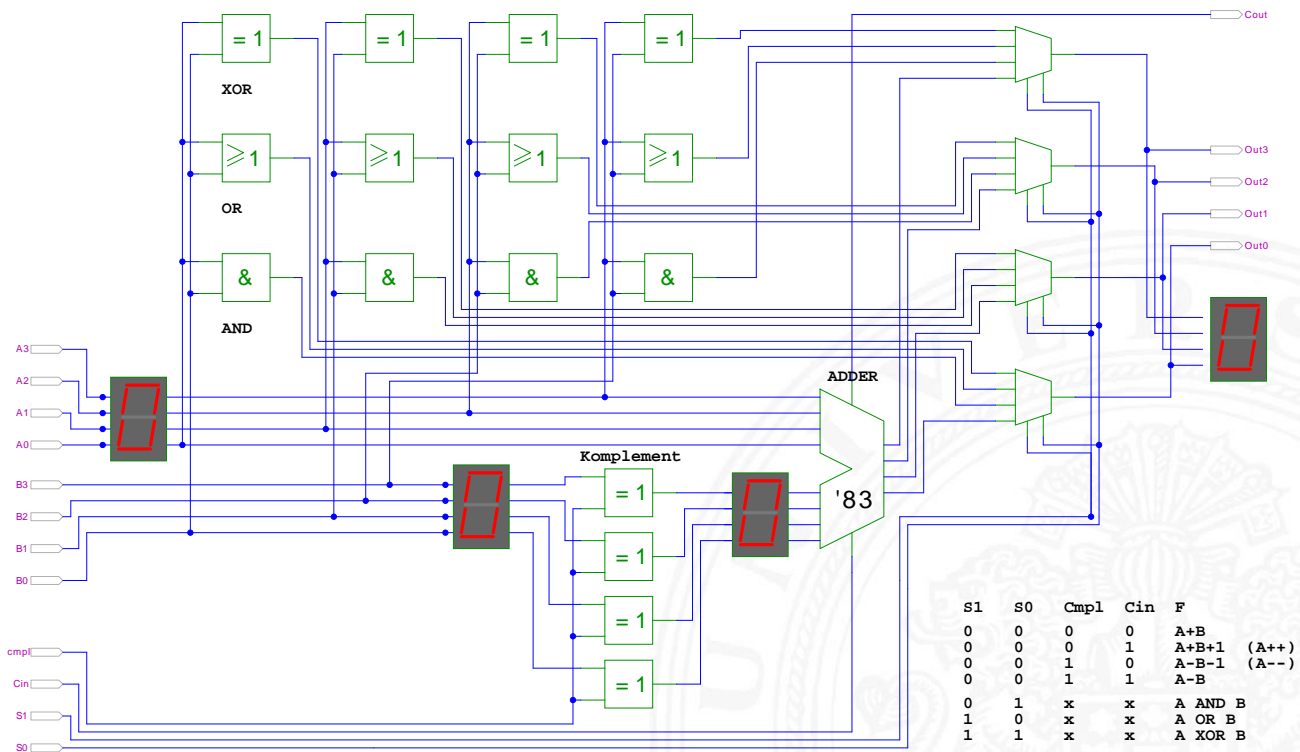 Cout
= 1
= 1
= 1
= 1
XOR
≥1
≥1
≥1
≥1
Out3
Out2
Out1
Out0
OR
&
&
&
&
AND
A3
A2
A1
A0
ADDER
B3
B2
B1
B0
Komplement
= 1
= 1
= 1
= 1
'83
cmpl
Cin
S1
S0
S1 S0 Cmpl Cin F
0 0 0 0 A+B
0 0 0 1 A+B+1 (A++)
0 0 1 0 A-B-1 (A--)
0 0 1 1 A-B
0 1 x x A AND B
1 0 x x A OR B
1 1 x x A XOR B